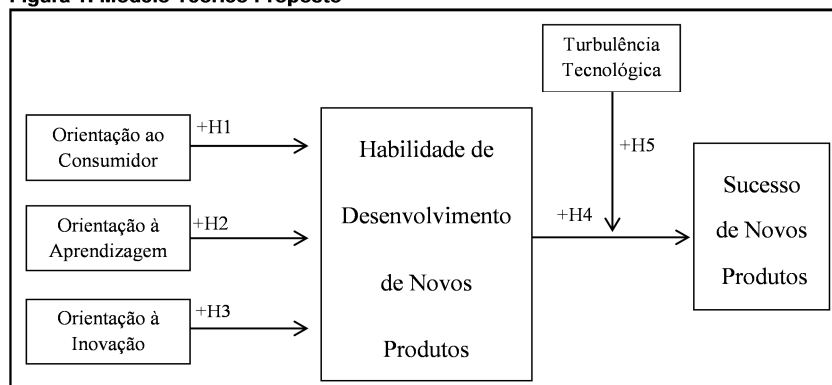 Figura 1: Modelo Teórico Proposto
Turbulência
Tecnológica
Orientação ao
Consumidor
+H1
Orientação à
Aprendizagem
+H2
Orientação à
Inovação
+H3
Habilidade de
Desenvolvimento
de Novos
Produtos
+H4
+H5
Sucesso
de Novos
Produtos